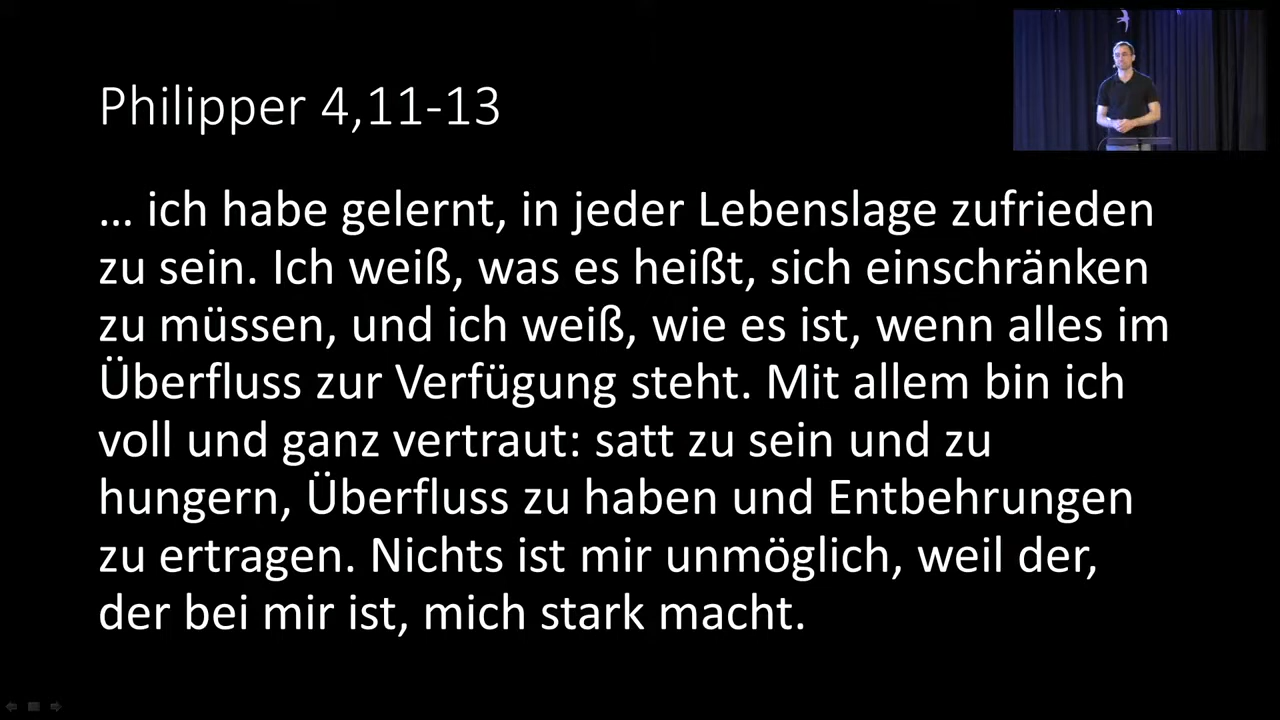 Philipper 4,11-13
... ich habe gelernt, in jeder Lebenslage zufrieden
zu sein. Ich weiß, was es heißt, sich einschränken
zu müssen, und ich weiß, wie es ist, wenn alles im
Überfluss zur Verfügung steht. Mit allem bin ich
voll und ganz vertraut: satt zu sein und zu
hungern, Überfluss zu haben und Entbehrungen
zu ertragen. Nichts ist mir unmöglich, weil der,
der bei mir ist, mich stark macht.